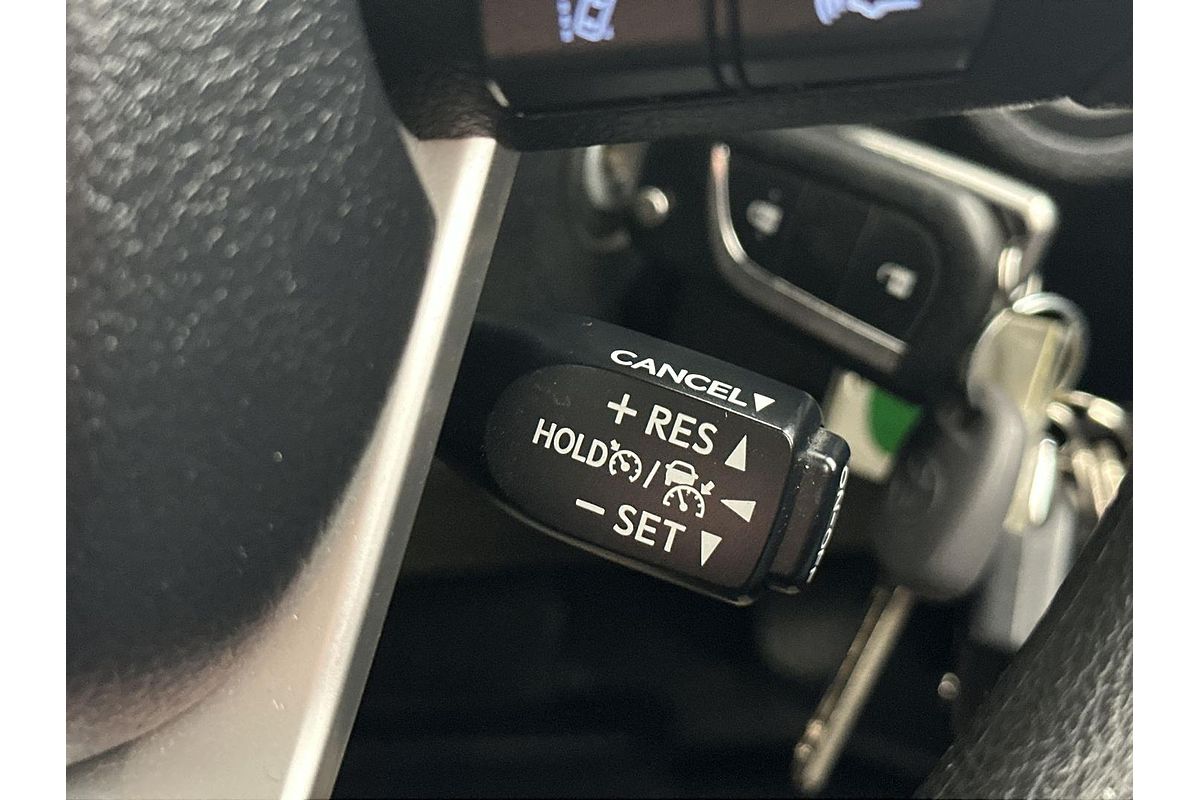 CANCEL▼
+ RES ▲
HOLD / ◀
− SET ▼